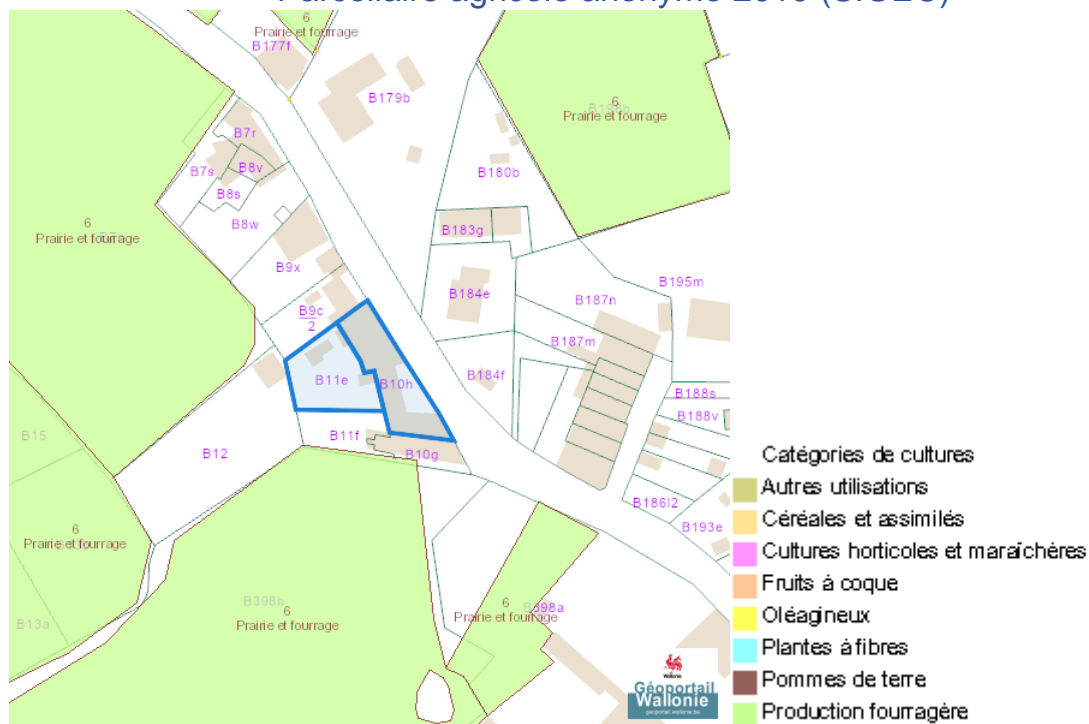 Parcellaire agricole anonyme
6
Prairie et fourrage
B177f
B179b
6
Prairie et fourrage
B7r
B7s
B8v
B8s
B8w
B180b
B183g
6
Prairie et fourrage
B9x
B195m
B184e
B187n
B9c
2
B187m
B11e
B10h
B184f
B188s
B188v
B15
B11f
B12
B10g
B186l2
B193e
6
Prairie et fourrage
B398b
6
Prairie et fourrage
6
B398a
Prairie et fourrage
B13a
Wallonie
Géoportail
Wallonie
geoportail.wallonie.be
Catégories de cultures
Autres utilisations
Céréales et assimilés
Cultures horticoles et maraîchères
Fruits à coque
Oléagineux
Plantes à fibres
Pommes de terre
Production fourragère